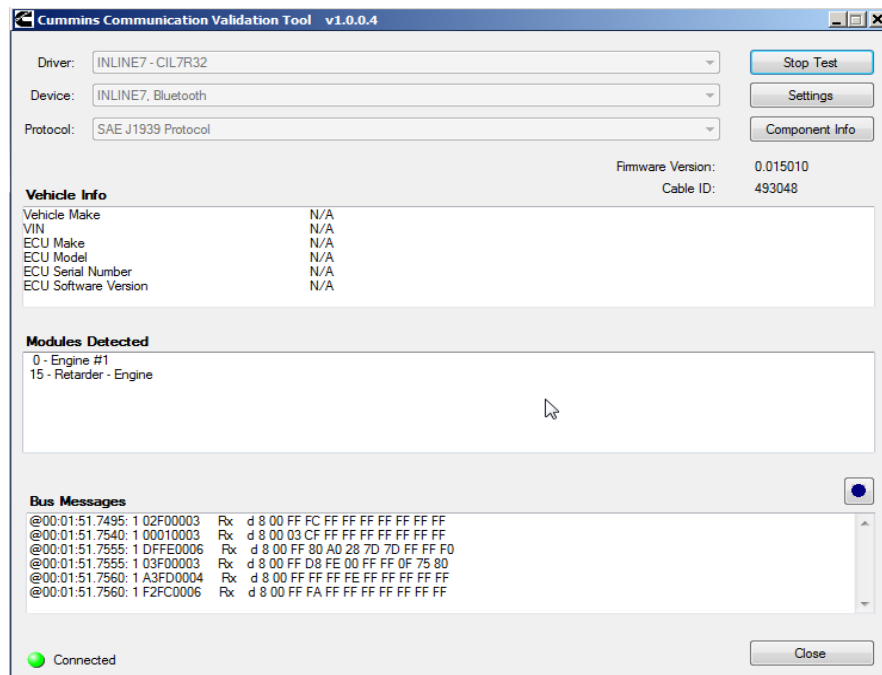 Cummins Communication Validation Tool v1.0.0.4
Driver: INLINE7 - CIL7R32 Stop Test
Device: INLINE7, Bluetooth Settings
Protocol: SAE J1939 Protocol Component Info
Firmware Version: 0.015010
Cable ID: 493048
Vehicle Info
Vehicle Make N/A
VIN N/A
ECU Make N/A
ECU Model N/A
ECU Serial Number N/A
ECU Software Version N/A
Modules Detected
0 - Engine #1
15 - Retarder - Engine
Bus Messages
@00:01:51.7495: 1 02F00003 Rx d 8 00 FF FC FF FF FF FF FF FF FF
@00:01:51.7540: 1 00010003 Rx d 8 00 03 CF FF FF FF FF FF FF FF
@00:01:51.7555: 1 DFFE0006 Rx d 8 00 FF 80 A0 28 7D 7D FF FF F0
@00:01:51.7555: 1 03F00003 Rx d 8 00 FF D8 FE 00 FF FF 0F 75 80
@00:01:51.7560: 1 A3FD0004 Rx d 8 00 FF FF FF FE FF FF FF FF FF
@00:01:51.7560: 1 F2FC0006 Rx d 8 00 FF FA FF FF FF FF FF FF FF
Connected Close